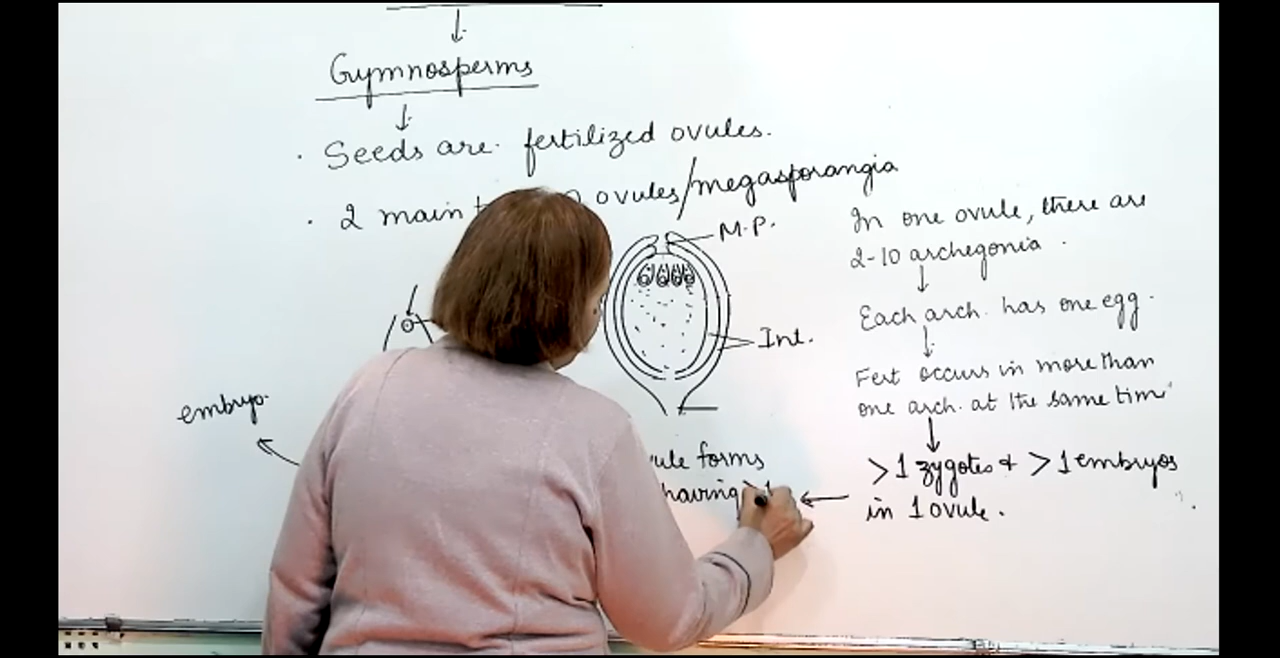 Gymnosperms
· Seeds are fertilized ovules.
· 2 main ovules/megasporangia
M.P.
In one ovule, there are
2-10 archegonia.
Each arch. has one egg.
Int.
Fert occurs in more than
one arch. at the same time
embryo.
forms
having >1
>1 zygotes & >1 embryos
in 1 ovule.